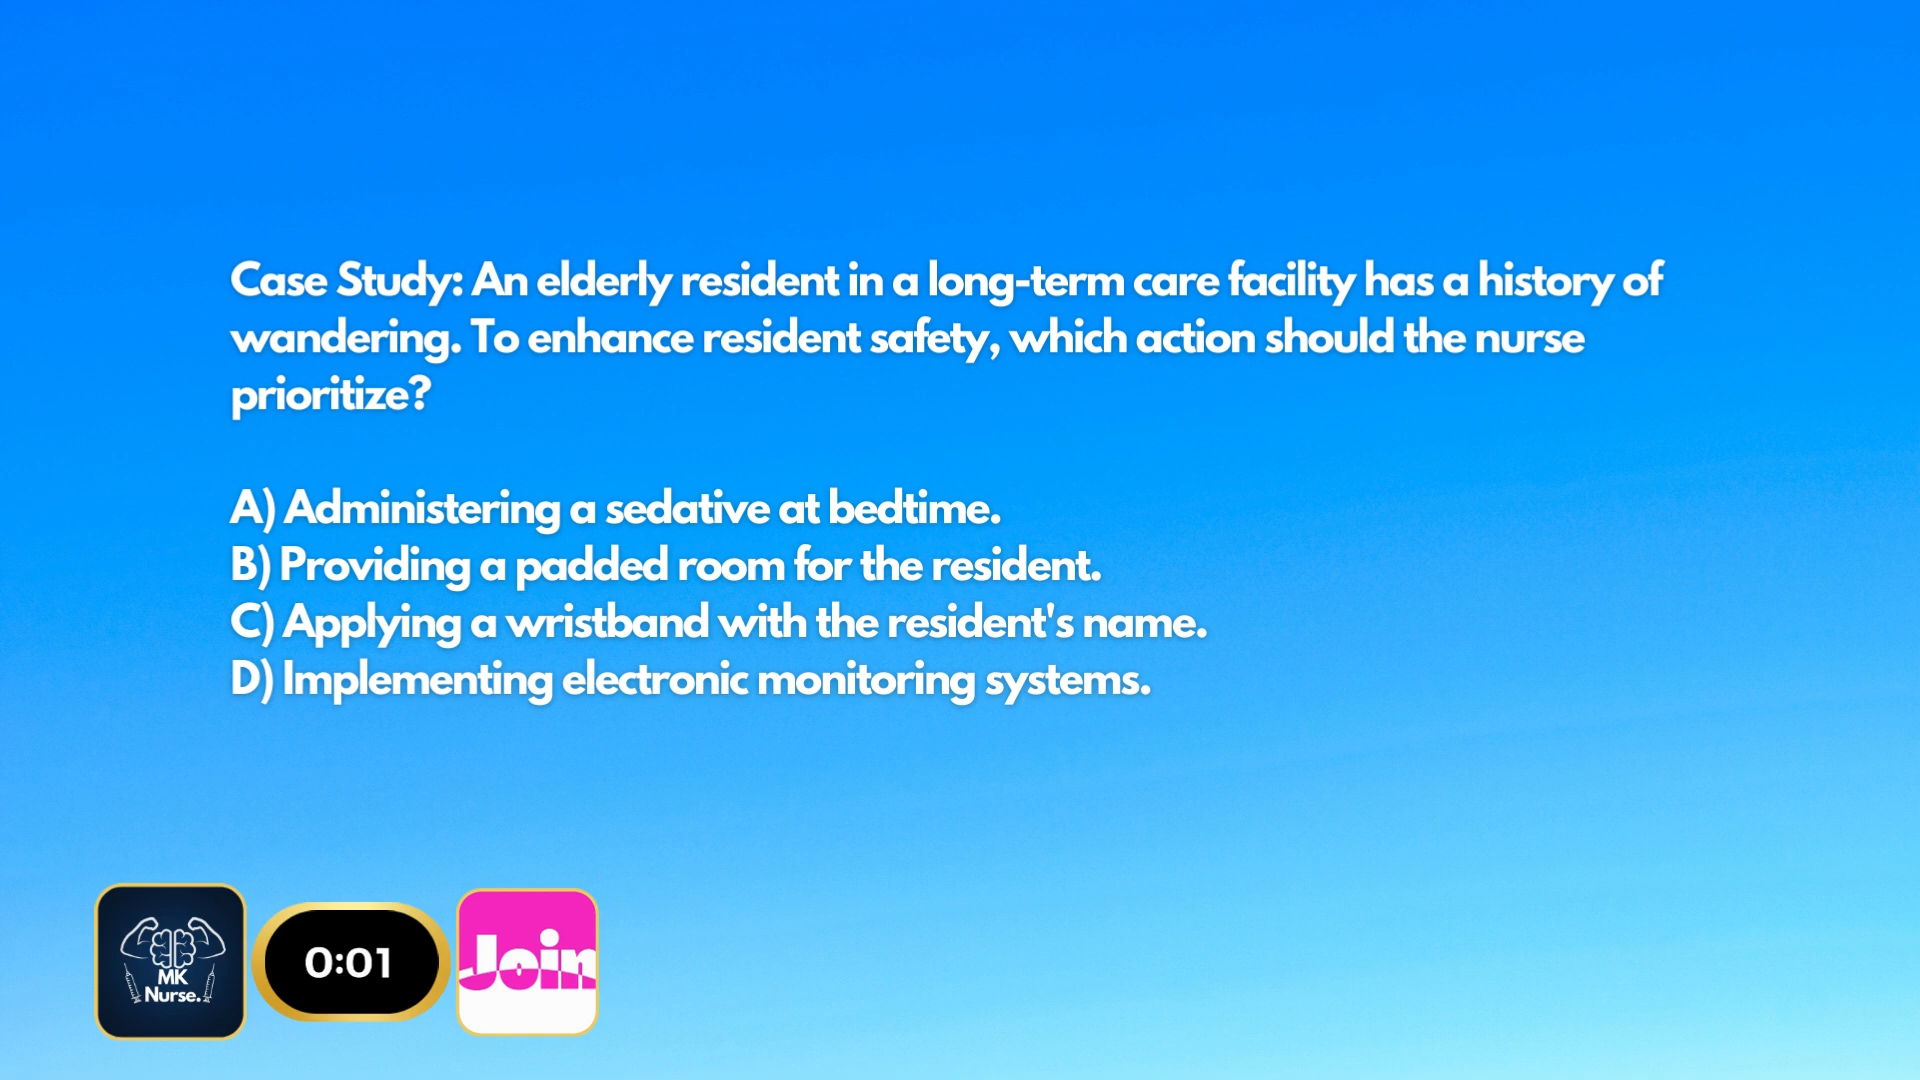 Case Study: An elderly resident in a long-term care facility has a history of
wandering. To enhance resident safety, which action should the nurse
prioritize?
A) Administering a sedative at bedtime.
B) Providing a padded room for the resident.
C) Applying a wristband with the resident's name.
D) Implementing electronic monitoring systems.
MK
Nurse.
0:01
Join